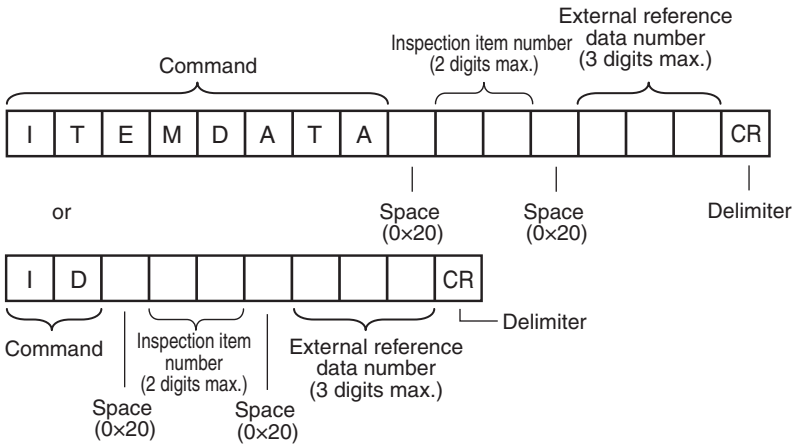 External reference
data number
(3 digits max.)
Inspection item number
(2 digits max.)
Command
I T E M D A T A CR
or
Space
(0×20)
Space
(0×20)
Delimiter
I D CR
Delimiter
Command
Inspection item
number
(2 digits max.)
External reference
data number
(3 digits max.)
Space
(0×20)
Space
(0×20)